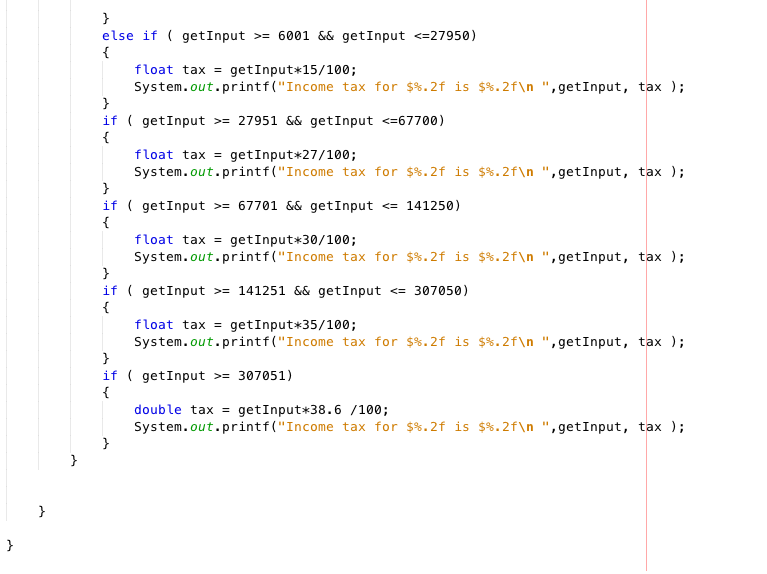 }
else if ( getInput >= 6001 && getInput <=27950)
{
float tax = getInput*15/100;
System.out.printf("Income tax for $%.2f is $%.2f\n ",getInput, tax );
}
if ( getInput >= 27951 && getInput <=67700)
{
float tax = getInput*27/100;
System.out.printf("Income tax for $%.2f is $%.2f\n ",getInput, tax );
}
if ( getInput >= 67701 && getInput <= 141250)
{
float tax = getInput*30/100;
System.out.printf("Income tax for $%.2f is $%.2f\n ",getInput, tax );
}
if ( getInput >= 141251 && getInput <= 307050)
{
float tax = getInput*35/100;
System.out.printf("Income tax for $%.2f is $%.2f\n ",getInput, tax );
}
if ( getInput >= 307051)
{
double tax = getInput*38.6 /100;
System.out.printf("Income tax for $%.2f is $%.2f\n ",getInput, tax );
}
}
}
}